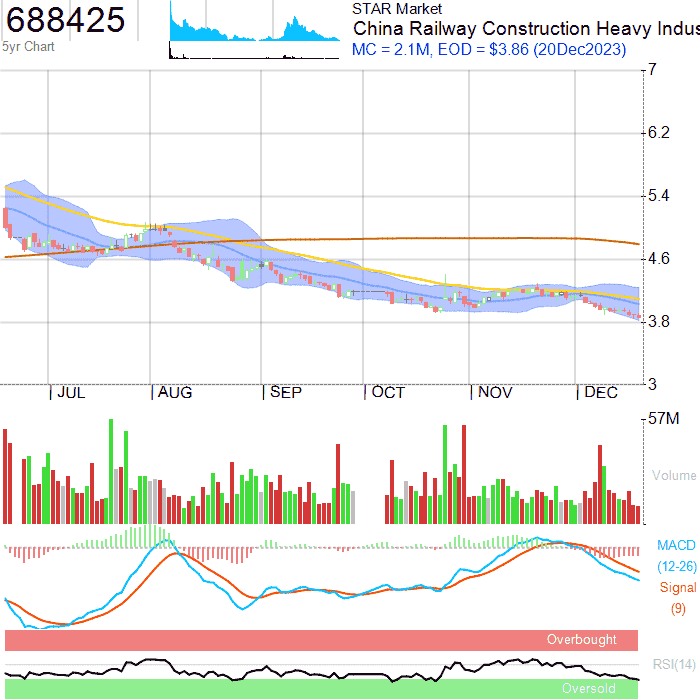 688425
5yr Chart
STAR Market
China Railway Construction Heavy Indus
MC = 2.1M, EOD = $3.86 (20Dec2023)
7
6.2
5.4
4.6
3.8
3
JUL AUG SEP OCT NOV DEC
57M
Volume
MACD
(12-26)
Signal
(9)
Overbought
RSI(14)
Oversold